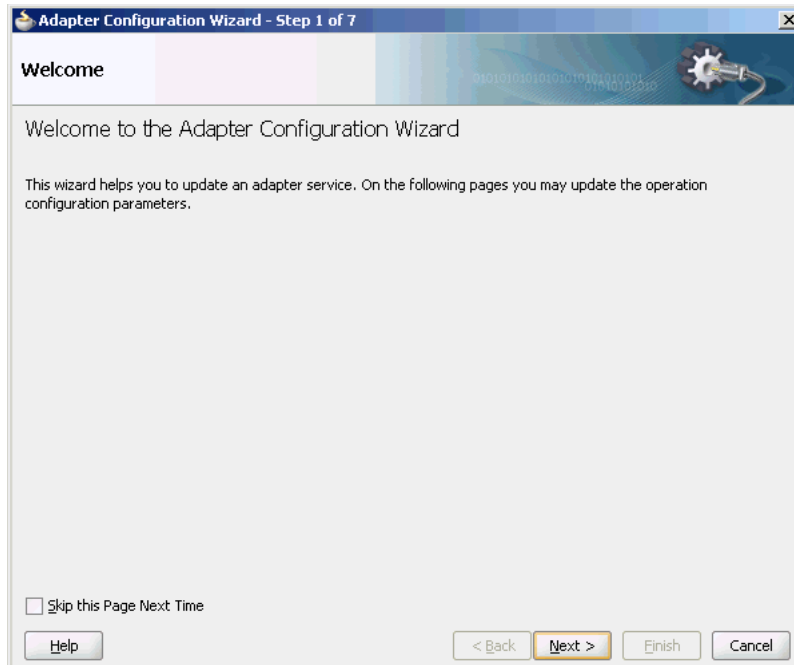 Adapter Configuration Wizard - Step 1 of 7
Welcome
Welcome to the Adapter Configuration Wizard
This wizard helps you to update an adapter service. On the following pages you may update the operation
configuration parameters.
Skip this Page Next Time
Help
< Back
Next >
Finish
Cancel